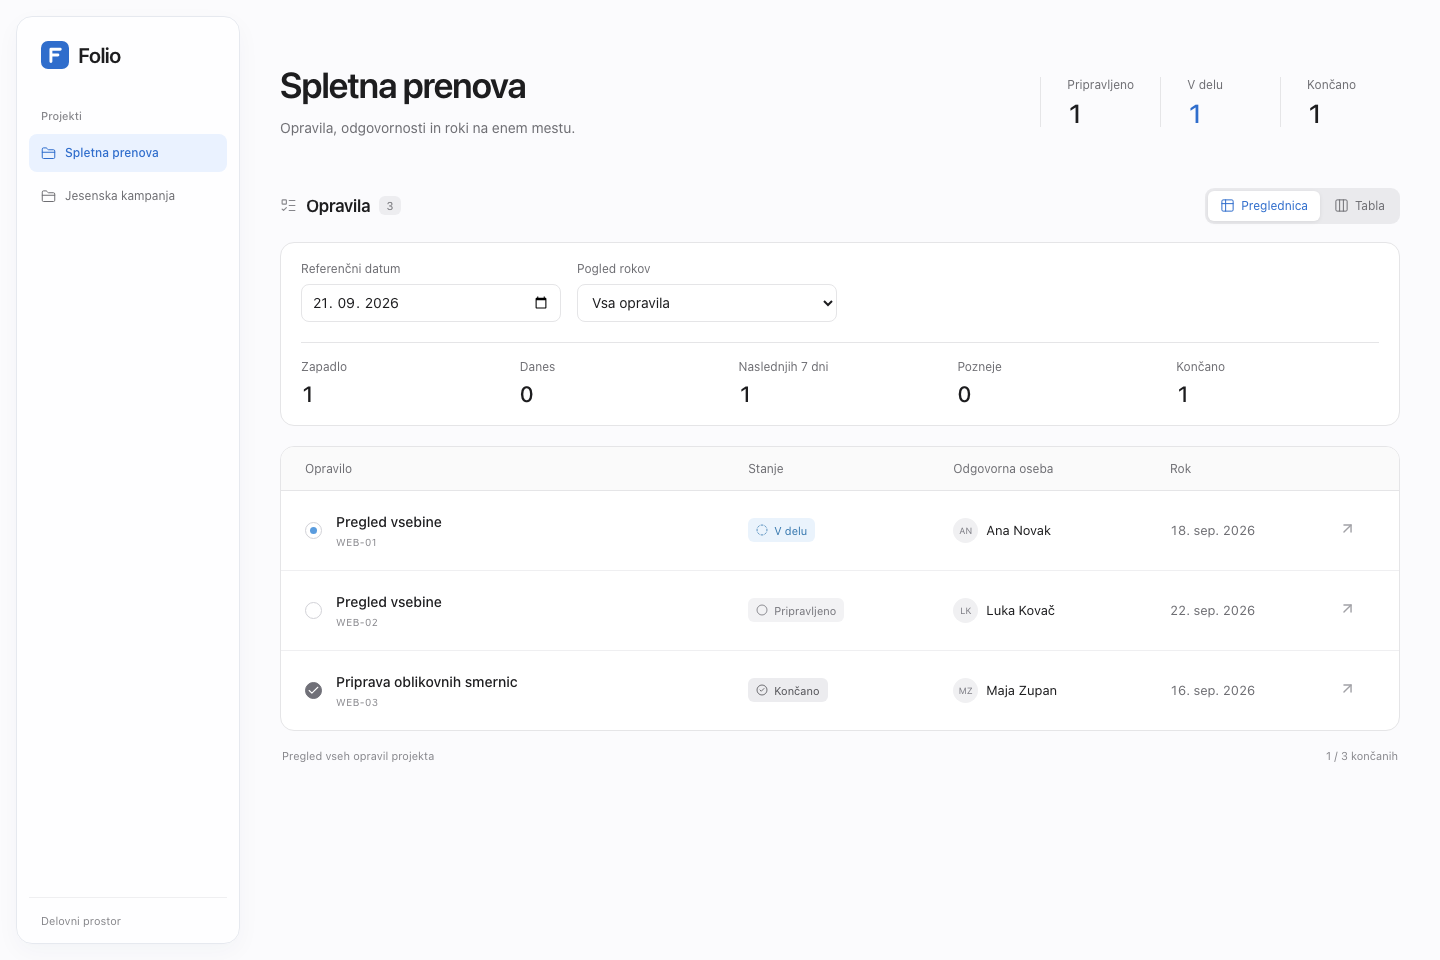 Folio
Projekti
Spletna prenova
Jesenska kampanja
Delovni prostor
Spletna prenova
Opravila, odgovornosti in roki na enem mestu.
Pripravljeno
1
V delu
1
Končano
1
Opravila 3
Preglednica
Tabla
Referenčni datum
21. 09. 2026
Pogled rokov
Vsa opravila
Zapadlo
1
Danes
0
Naslednjih 7 dni
1
Pozneje
0
Končano
1
Opravilo Stanje Odgovorna oseba Rok
Pregled vsebine
WEB-01
V delu
AN Ana Novak
18. sep. 2026
Pregled vsebine
WEB-02
Pripravljeno
LK Luka Kovač
22. sep. 2026
Priprava oblikovnih smernic
WEB-03
Končano
MZ Maja Zupan
16. sep. 2026
Pregled vseh opravil projekta
1 / 3 končanih